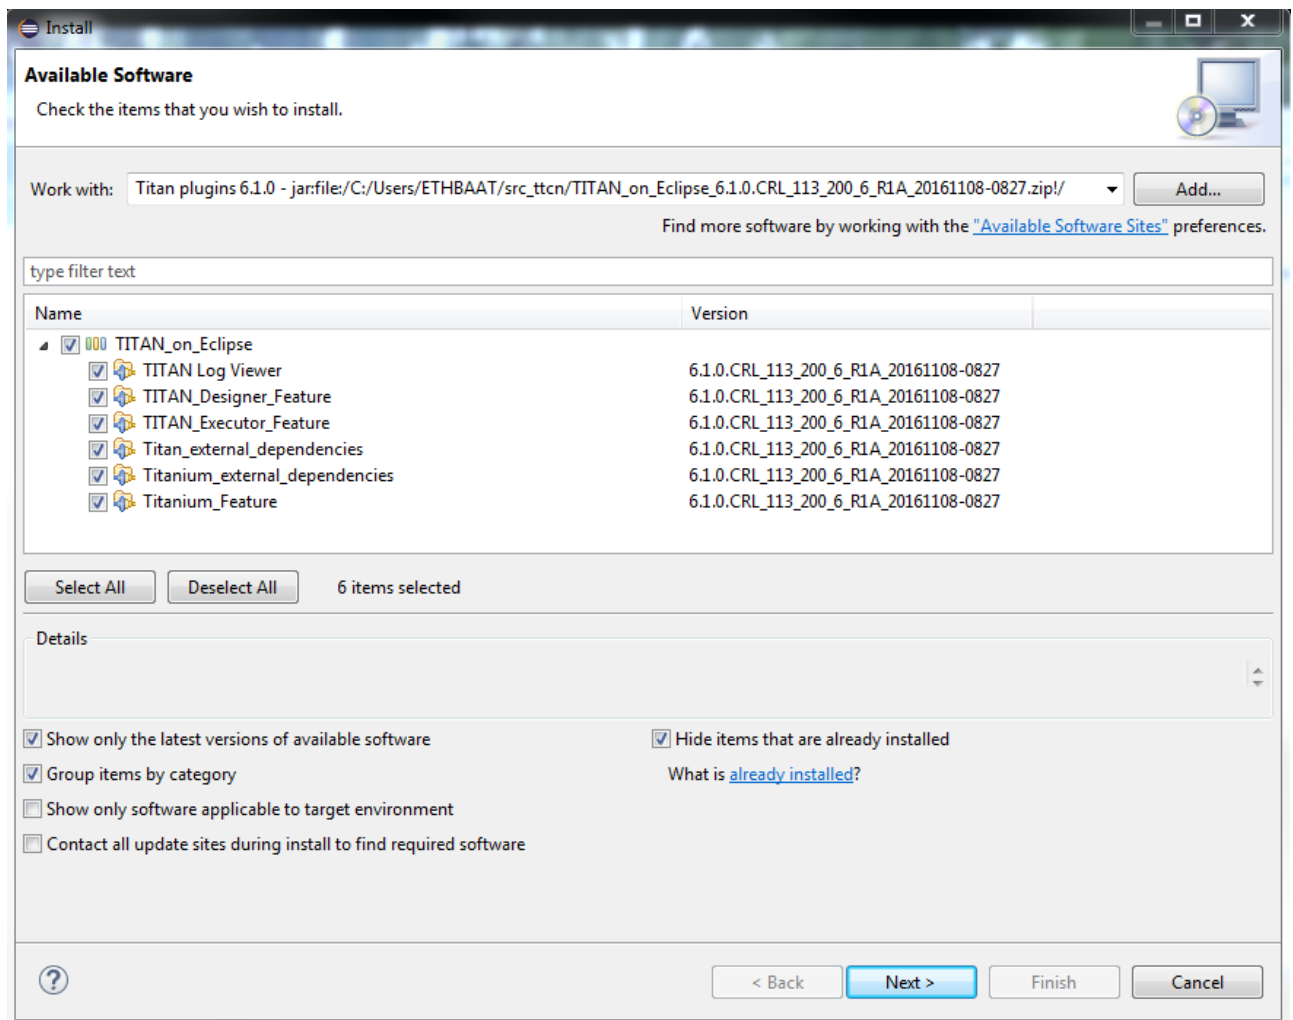 Install
Available Software
Check the items that you wish to install.
Work with: Titan plugins 6.1.0 - jar:file:/C:/Users/ETHBAAT/src_ttcn/TITAN_on_Eclipse_6.1.0.CRL_113_200_6_R1A_20161108-0827.zip!/ Add...
Find more software by working with the "Available Software Sites" preferences.
type filter text
Name Version
TITAN_on_Eclipse
TITAN Log Viewer 6.1.0.CRL_113_200_6_R1A_20161108-0827
TITAN_Designer_Feature 6.1.0.CRL_113_200_6_R1A_20161108-0827
TITAN_Executor_Feature 6.1.0.CRL_113_200_6_R1A_20161108-0827
Titan_external_dependencies 6.1.0.CRL_113_200_6_R1A_20161108-0827
Titanium_external_dependencies 6.1.0.CRL_113_200_6_R1A_20161108-0827
Titanium_Feature 6.1.0.CRL_113_200_6_R1A_20161108-0827
Select All Deselect All 6 items selected
Details
Show only the latest versions of available software Hide items that are already installed
Group items by category What is already installed?
Show only software applicable to target environment
Contact all update sites during install to find required software
? < Back Next > Finish Cancel